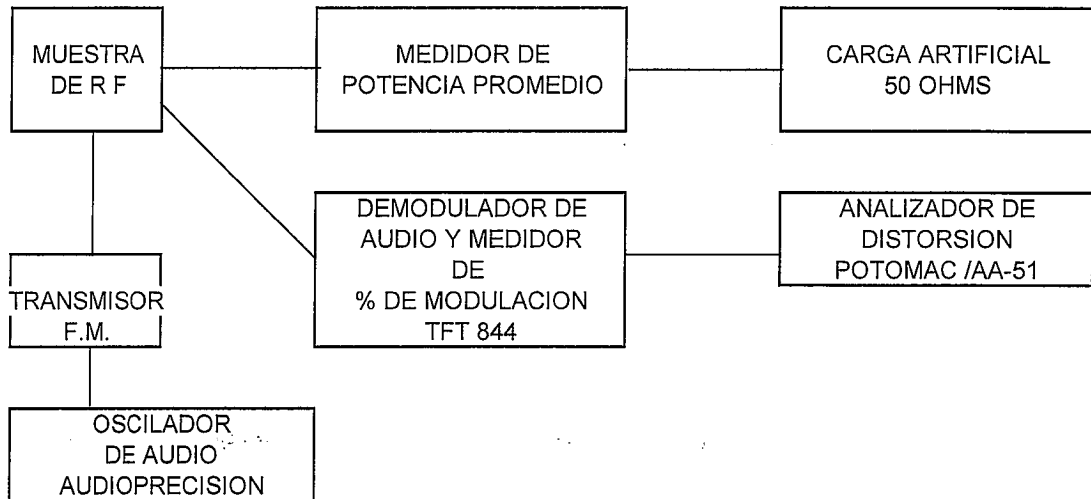 MUESTRA
DE R F
MEDIDOR DE
POTENCIA PROMEDIO
CARGA ARTIFICIAL
50 OHMS
DEMODULADOR DE
AUDIO Y MEDIDOR
DE
% DE MODULACION
TFT 844
ANALIZADOR DE
DISTORSION
POTOMAC /AA-51
TRANSMISOR
F.M.
OSCILADOR
DE AUDIO
AUDIOPRECISION